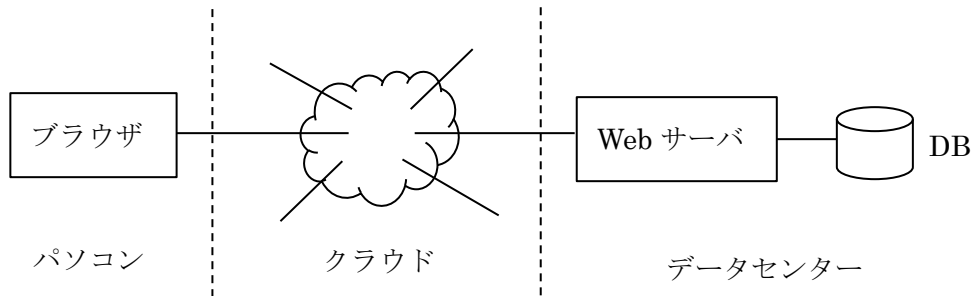 ブラウザ
Web サーバ
DB
パソコン
クラウド
データセンター